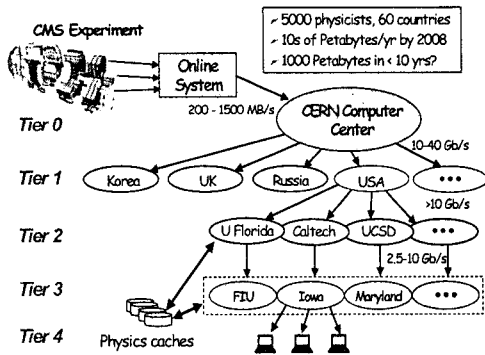 CMS Experiment
Online
System
✓ 5000 physicists, 60 countries
✓ 10s of Petabytes/yr by 2008
✓ 1000 Petabytes in < 10 yrs?
200 - 1500 MB/s
Tier 0
CERN Computer
Center
10-40 Gb/s
Tier 1
Korea
UK
Russia
USA
•••
>10 Gb/s
Tier 2
U Florida
Caltech
UCSD
•••
2.5-10 Gb/s
Tier 3
FIU
Iowa
Maryland
•••
Physics caches
Tier 4